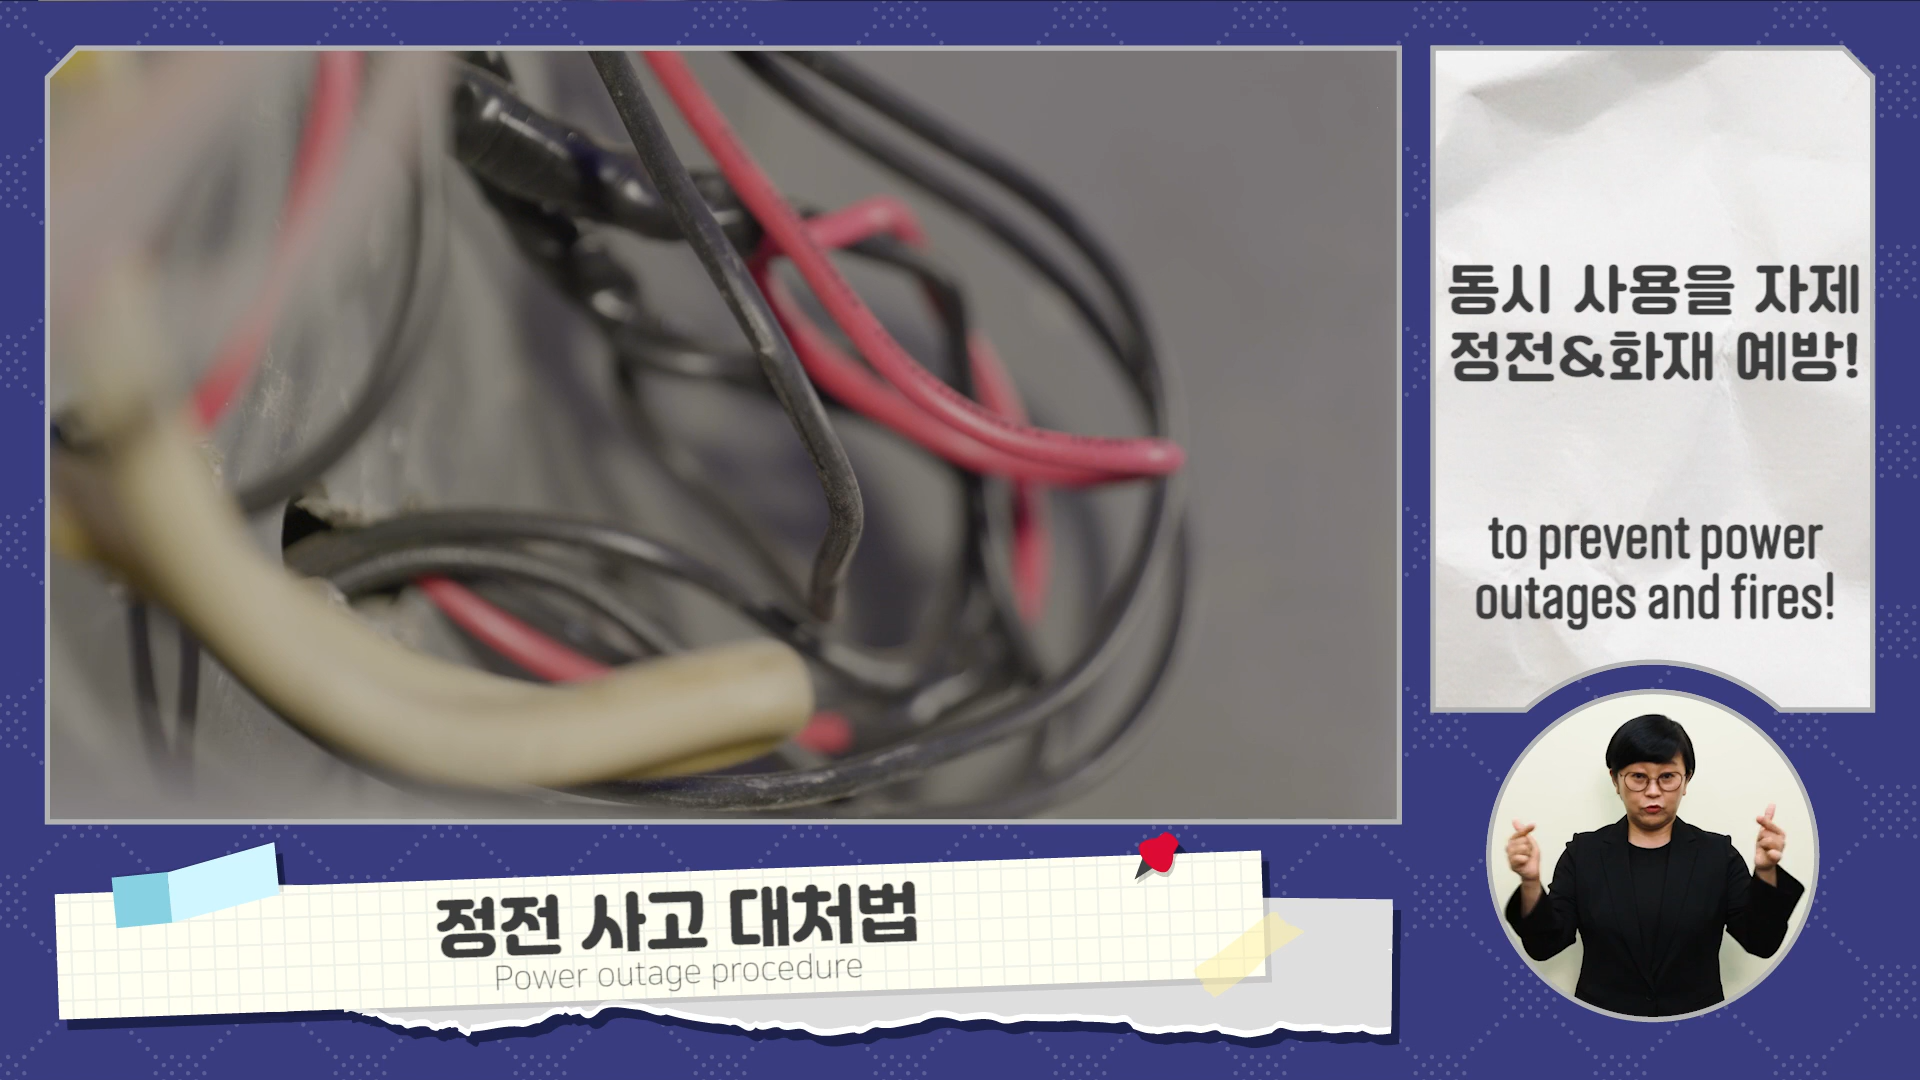 동시 사용을 자제
정전&화재 예방!
to prevent power
outages and fires!
정전 사고 대처법
Power outage procedure